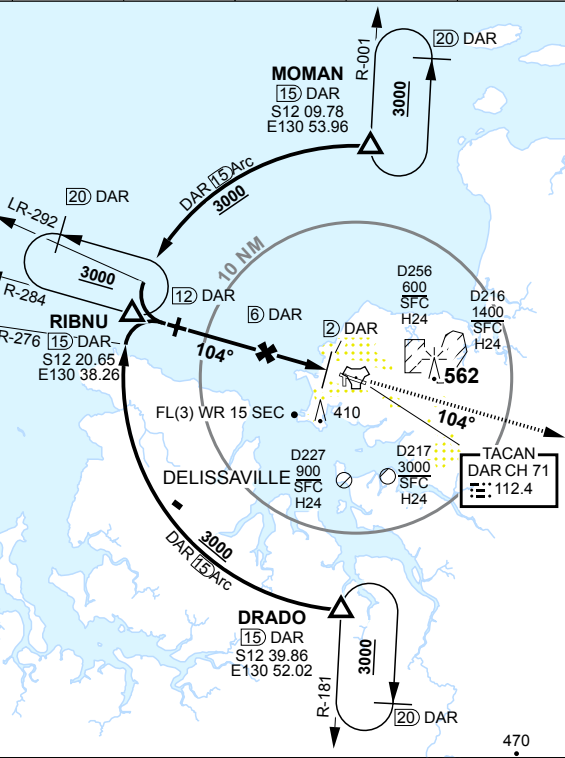 R-001
20 DAR
MOMAN
15 DAR
S12 09.78
E130 53.96
3000
DAR 15 Arc
3000
20 DAR
LR-292
3000
R-284
10 NM
12 DAR
RIBNU
R-276 15 DAR
S12 20.65
E130 38.26
104°
6 DAR
2 DAR
D256
600
SFC
H24
D216
1400
SFC
H24
562
FL(3) WR 15 SEC
410
104°
TACAN
DAR CH 71
112.4
DELISSAVILLE
D227
900
SFC
H24
D217
3000
SFC
H24
3000
DAR 15 Arc
DRADO
15 DAR
S12 39.86
E130 52.02
3000
R-181
20 DAR
470